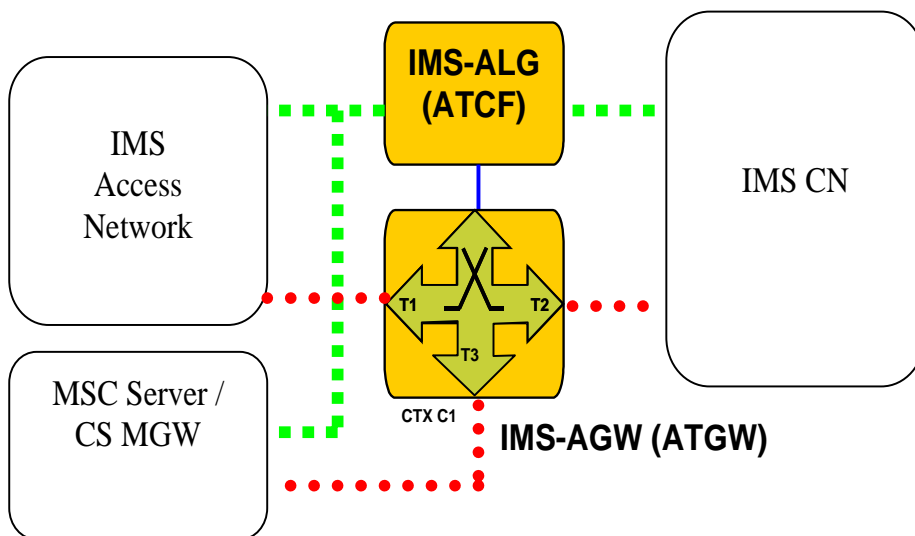 IMS-ALG
(ATCF)
IMS
Access
Network
IMS CN
T1
T2
T3
MSC Server /
CS MGW
CTX C1
IMS-AGW (ATGW)